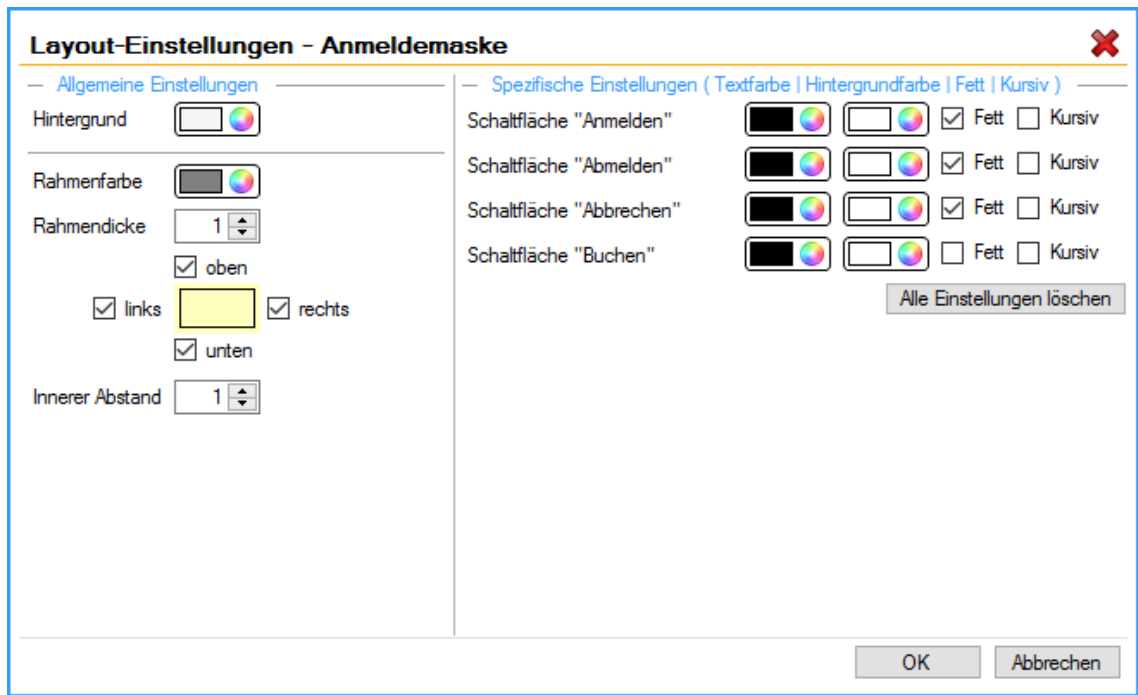 Layout-Einstellungen - Anmeldemaske
Allgemeine Einstellungen
Hintergrund
Rahmenfarbe
Rahmendicke 1
oben
links rechts
unten
Innerer Abstand 1
Spezifische Einstellungen ( Textfarbe | Hintergrundfarbe | Fett | Kursiv )
Schaltfläche "Anmelden" Fett Kursiv
Schaltfläche "Abmelden" Fett Kursiv
Schaltfläche "Abbrechen" Fett Kursiv
Schaltfläche "Buchen" Fett Kursiv
Alle Einstellungen löschen
OK Abbrechen